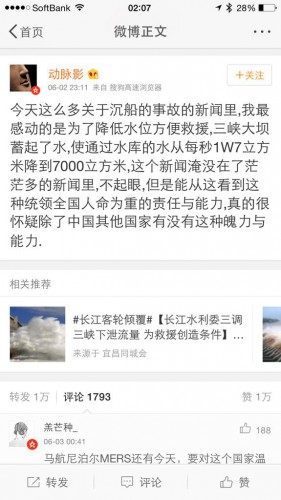 SoftBank 02:07 28%
首页 微博正文
动脉影
06-02 23:11 来自 搜狗高速浏览器
+关注
今天这么多关于沉船的事故的新闻里,我最
感动的是为了降低水位方便救援,三峡大坝
蓄起了水,使通过水库的水从每秒1W7立方
米降到7000立方米,这个新闻淹没在了茫
茫多的新闻里,不起眼,但是能从这看到这
种统领全国人命为重的责任与能力,真的很
怀疑除了中国其他国家有没有这种魄力与
能力.
相关推荐
#长江客轮倾覆#【长江水利委三调
三峡下泄流量 为救援创造条件】...
来源于 宜昌同城会
转发 1万 评论 1793 赞 1万
羔芒种_
06-03 00:41
188
马航尼泊尔MERS还有今天，要对这个国家温
转发 评论 赞